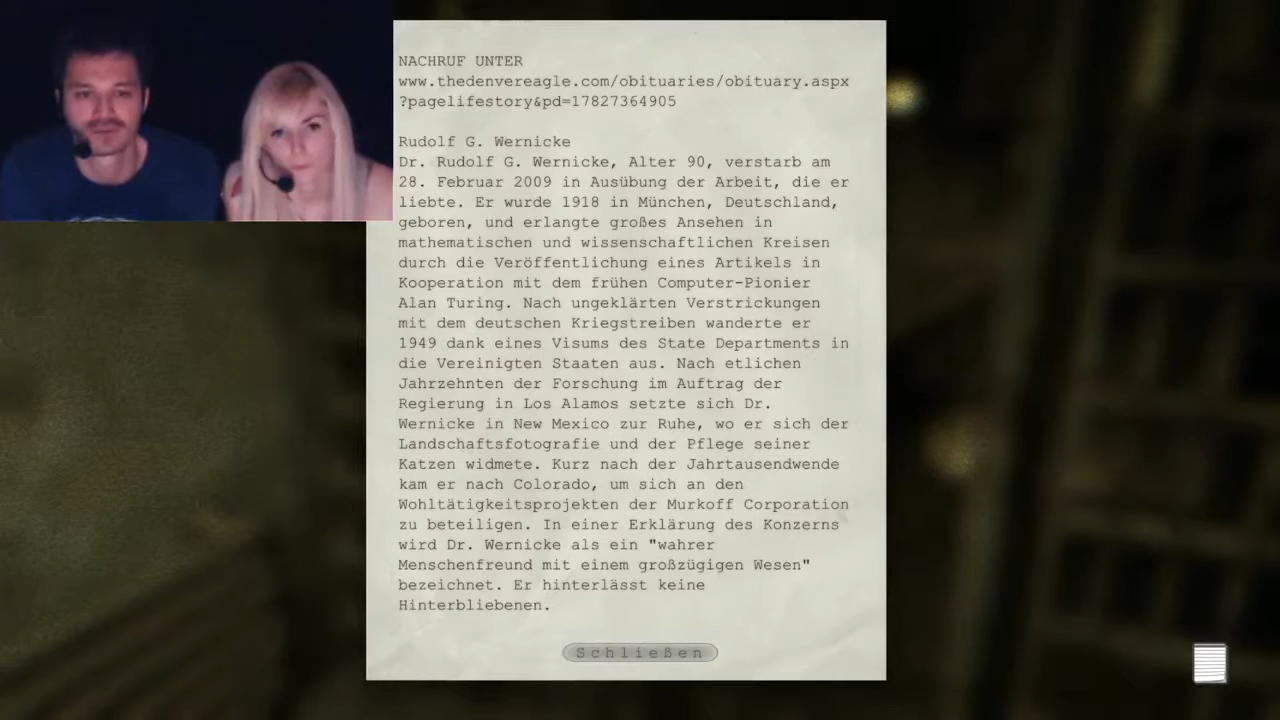 NACHRUF UNTER
www.thedenvereagle.com/obituaries/obituary.aspx
?pagelifestory&pd=17827364905
Rudolf G. Wernicke
Dr. Rudolf G. Wernicke, Alter 90, verstarb am
28. Februar 2009 in Ausübung der Arbeit, die er
liebte. Er wurde 1918 in München, Deutschland,
geboren, und erlangte großes Ansehen in
mathematischen und wissenschaftlichen Kreisen
durch die Veröffentlichung eines Artikels in
Kooperation mit dem frühen Computer-Pionier
Alan Turing. Nach ungeklärten Verstrickungen
mit dem deutschen Kriegstreiben wanderte er
1949 dank eines Visums des State Departments in
die Vereinigten Staaten aus. Nach etlichen
Jahrzehnten der Forschung im Auftrag der
Regierung in Los Alamos setzte sich Dr.
Wernicke in New Mexico zur Ruhe, wo er sich der
Landschaftsfotografie und der Pflege seiner
Katzen widmete. Kurz nach der Jahrtausendwende
kam er nach Colorado, um sich an den
Wohltätigkeitsprojekten der Murkoff Corporation
zu beteiligen. In einer Erklärung des Konzerns
wird Dr. Wernicke als ein "wahrer
Menschenfreund mit einem großzügigen Wesen"
bezeichnet. Er hinterlässt keine
Hinterbliebenen.
Schließen